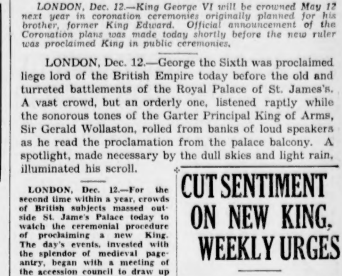 LONDON, Dec. 12.—King George VI will be crowned May 12
next year in coronation ceremonies originally planned for his
brother, former King Edward. Official announcement of the
Coronation plans was made today shortly before the new ruler
was proclaimed King in public ceremonies.
LONDON, Dec. 12.—George the Sixth was proclaimed
liege lord of the British Empire today before the old and
turreted battlements of the Royal Palace of St. James's.
A vast crowd, but an orderly one, listened raptly while
the sonorous tones of the Garter Principal King of Arms,
Sir Gerald Wollaston, rolled from banks of loud speakers
as he read the proclamation from the palace balcony. A
spotlight, made necessary by the dull skies and light rain,
illuminated his scroll.
LONDON, Dec. 12.—For the
second time within a year, crowds
of British subjects massed out-
side St. Jame's Palace today to
watch the ceremonial procedure
of proclaiming a new King.
The day's events, invested with
the splendor of medieval page-
antry, began with a meeting of
the accession council to draw up
CUT SENTIMENT
ON NEW KING,
WEEKLY URGES